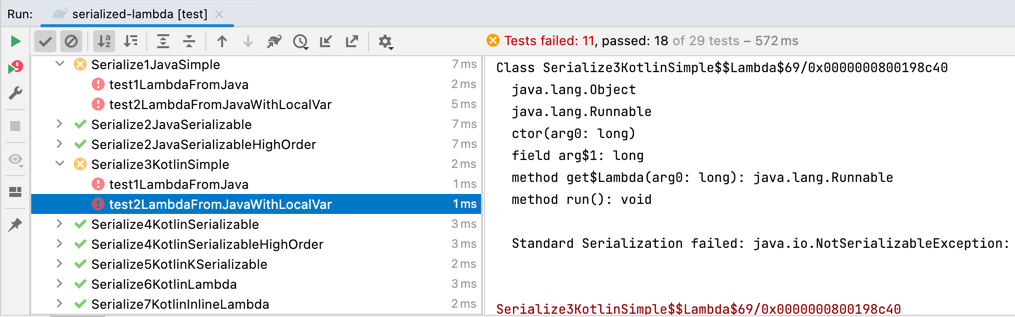 Run: serialized-lambda [test] ×
Tests failed: 11, passed: 18 of 29 tests – 572 ms
Serialize1JavaSimple 7 ms
test1LambdaFromJava 2 ms
test2LambdaFromJavaWithLocalVar 5 ms
Serialize2JavaSerializable 7 ms
Serialize2JavaSerializableHighOrder 7 ms
Serialize3KotlinSimple 2 ms
test1LambdaFromJava 1 ms
test2LambdaFromJavaWithLocalVar 1 ms
Serialize4KotlinSerializable 3 ms
Serialize4KotlinSerializableHighOrder 3 ms
Serialize5KotlinKSerializable 2 ms
Serialize6KotlinLambda 3 ms
Serialize7KotlinInlineLambda 2 ms
Class Serialize3KotlinSimple$$Lambda$69/0x0000000800198c40
java.lang.Object
java.lang.Runnable
ctor(arg0: long)
field arg$1: long
method get$Lambda(arg0: long): java.lang.Runnable
method run(): void
Standard Serialization failed: java.io.NotSerializableException:
Serialize3KotlinSimple$$Lambda$69/0x0000000800198c40